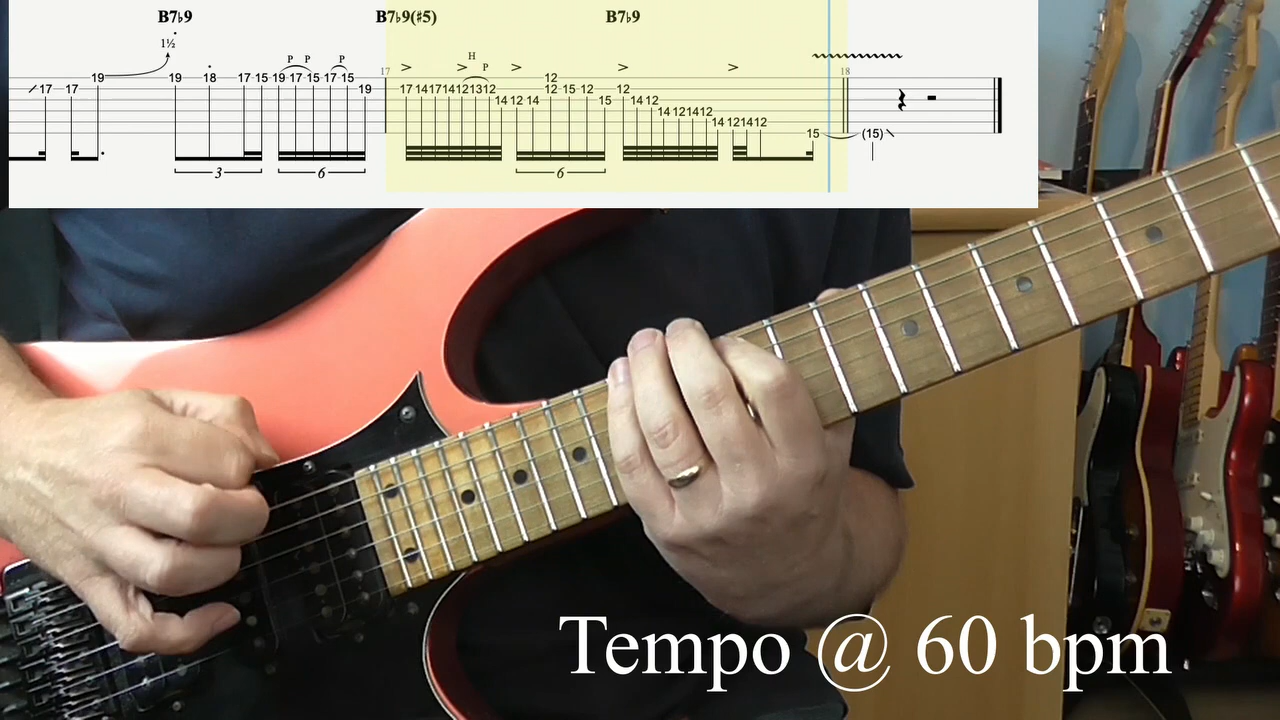 B7♭9 B7♭9(♯5) B7♭9
1½
H
P P P P
17 18
17 17 19 19 18 17 15 19 17 15 17 15 19 17 14 17 14 12 13 12 14 12 14 12 12 15 12 15 12 14 12 14 12 14 12 14 12 14 12 15 (15)
3 6 6
Tempo @ 60 bpm